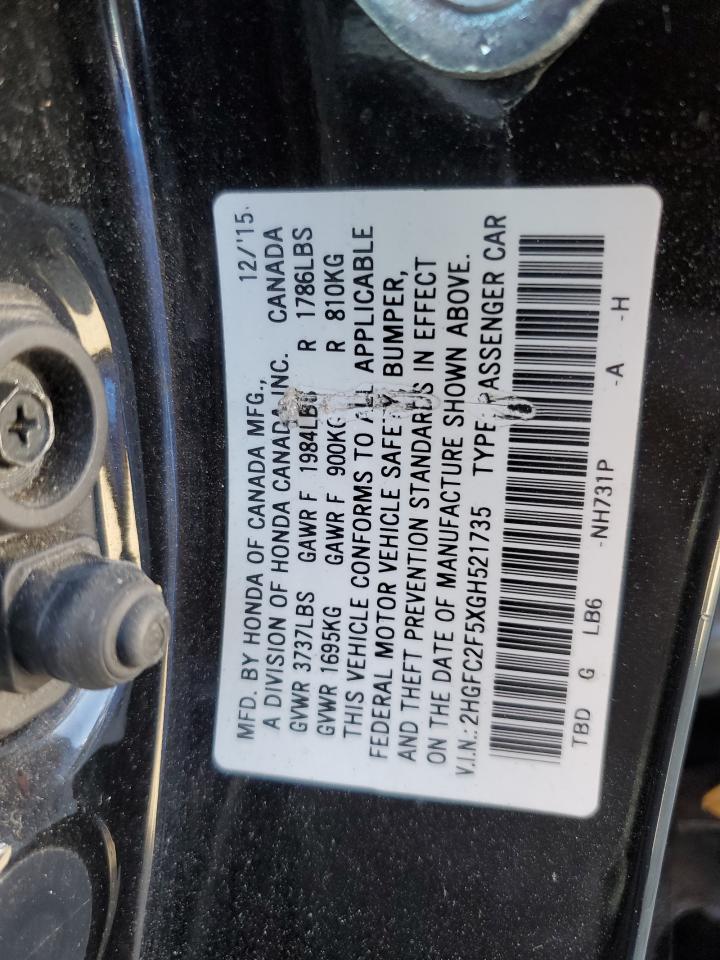 MFD. BY HONDA OF CANADA MFG., 12/'15
A DIVISION OF HONDA CANADA INC. CANADA
GVWR 3737LBS GAWR F 1984LBS R 1786LBS
GVWR 1695KG GAWR F 900KG R 810KG
THIS VEHICLE CONFORMS TO ALL APPLICABLE
FEDERAL MOTOR VEHICLE SAFETY BUMPER,
AND THEFT PREVENTION STANDARDS IN EFFECT
ON THE DATE OF MANUFACTURE SHOWN ABOVE.
V.I.N.: 2HGFC2F5XGH521735 TYPE: PASSENGER CAR
TBD G LB6 -NH731P -A -H